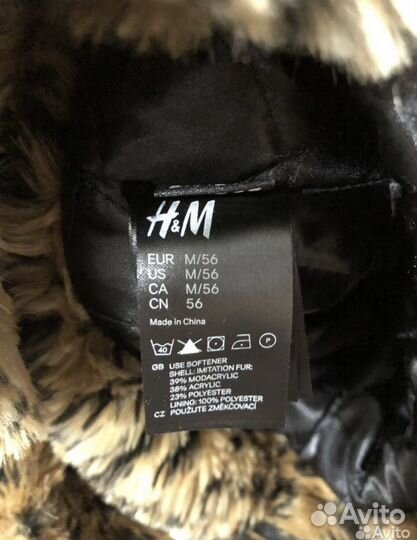 H&M
EUR M/56
US M/56
CA M/56
CN 56
Made in China
40 P
GB USE SOFTENER
SHELL: IMITATION FUR:
39% MODACRYLIC
38% ACRYLIC
23% POLYESTER
LINING: 100% POLYESTER
CZ POUŽIJTE ZMĚKČOVACÍ
Avito
Avito